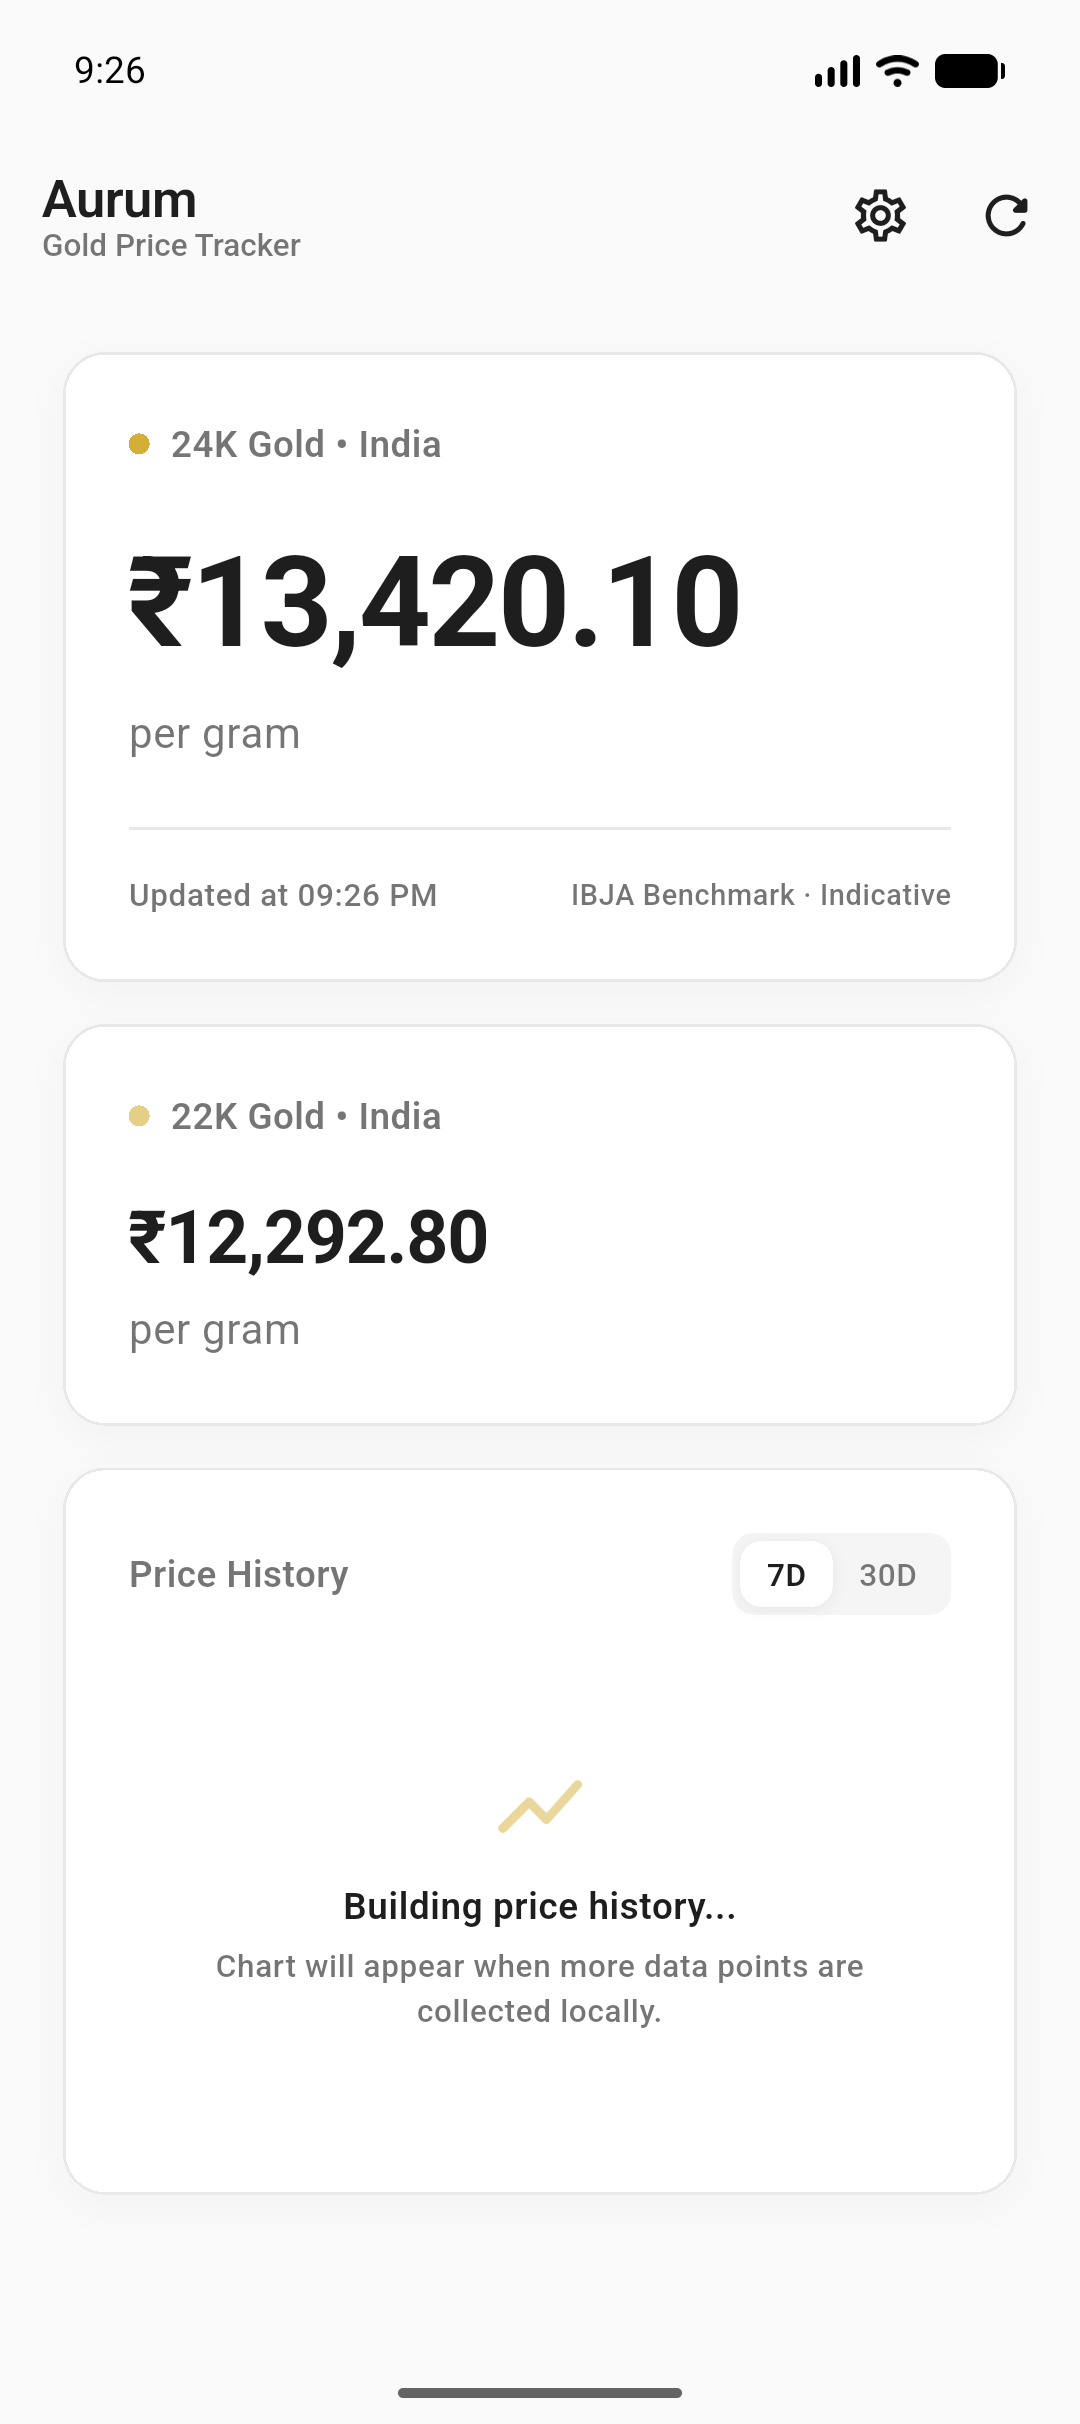 9:26
Aurum
Gold Price Tracker
24K Gold • India
₹13,420.10
per gram
Updated at 09:26 PM
IBJA Benchmark · Indicative
22K Gold • India
₹12,292.80
per gram
Price History
7D
30D
Building price history...
Chart will appear when more data points are
collected locally.